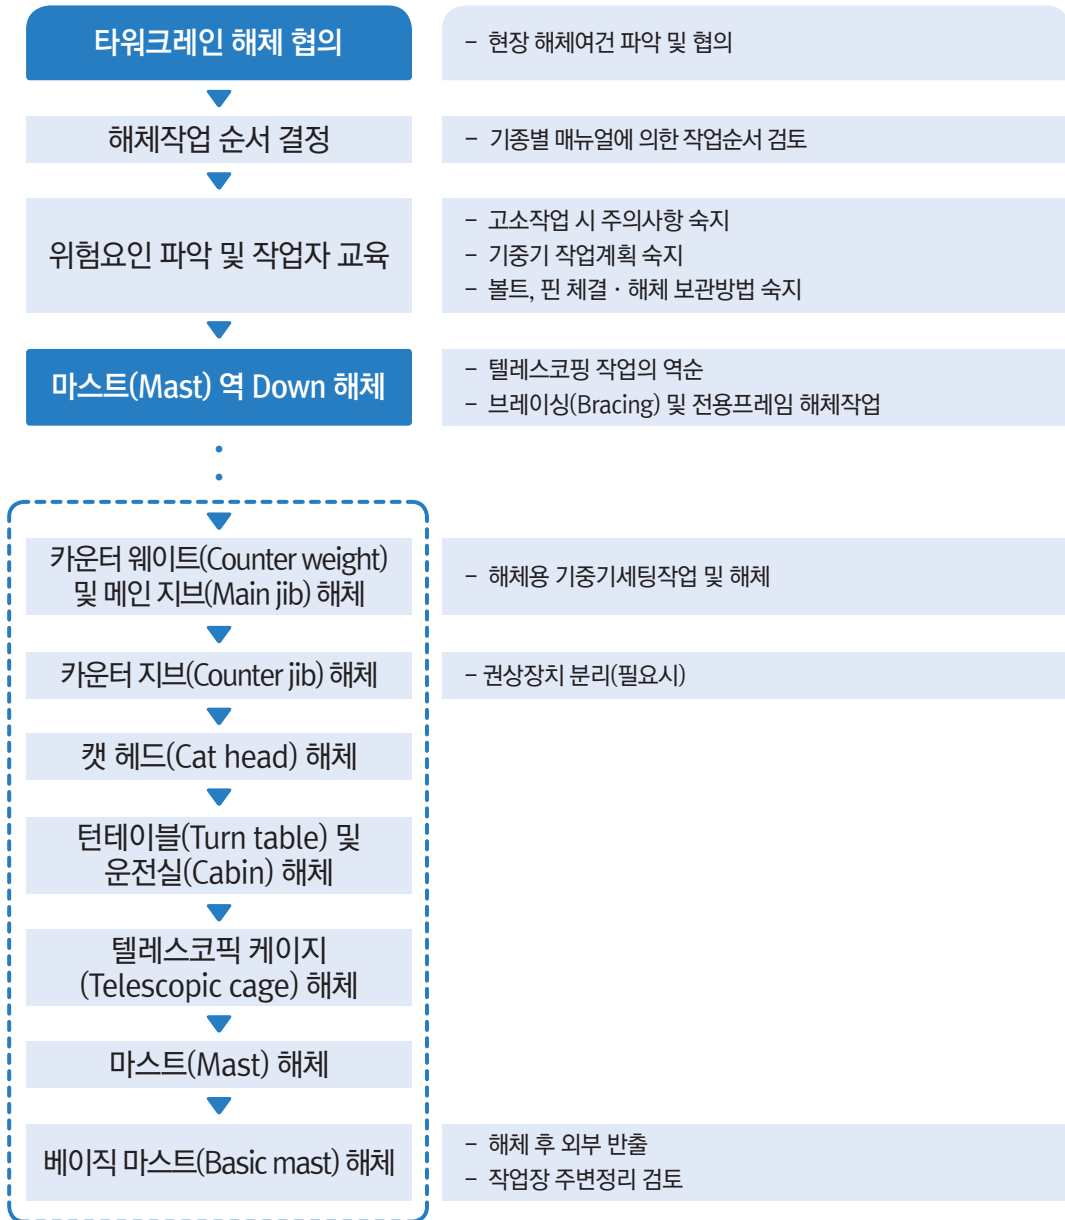 타워크레인 해체 협의
– 현장 해체여건 파악 및 협의
해체작업 순서 결정
– 기종별 매뉴얼에 의한 작업순서 검토
위험요인 파악 및 작업자 교육
– 고소작업 시 주의사항 숙지
– 기중기 작업계획 숙지
– 볼트, 핀 체결 · 해체 보관방법 숙지
마스트(Mast) 역 Down 해체
– 텔레스코핑 작업의 역순
– 브레이싱(Bracing) 및 전용프레임 해체작업
카운터 웨이트(Counter weight)
및 메인 지브(Main jib) 해체
– 해체용 기중기세팅작업 및 해체
카운터 지브(Counter jib) 해체
– 권상장치 분리(필요시)
캣 헤드(Cat head) 해체
턴테이블(Turn table) 및
운전실(Cabin) 해체
텔레스코픽 케이지
(Telescopic cage) 해체
마스트(Mast) 해체
베이직 마스트(Basic mast) 해체
– 해체 후 외부 반출
– 작업장 주변정리 검토